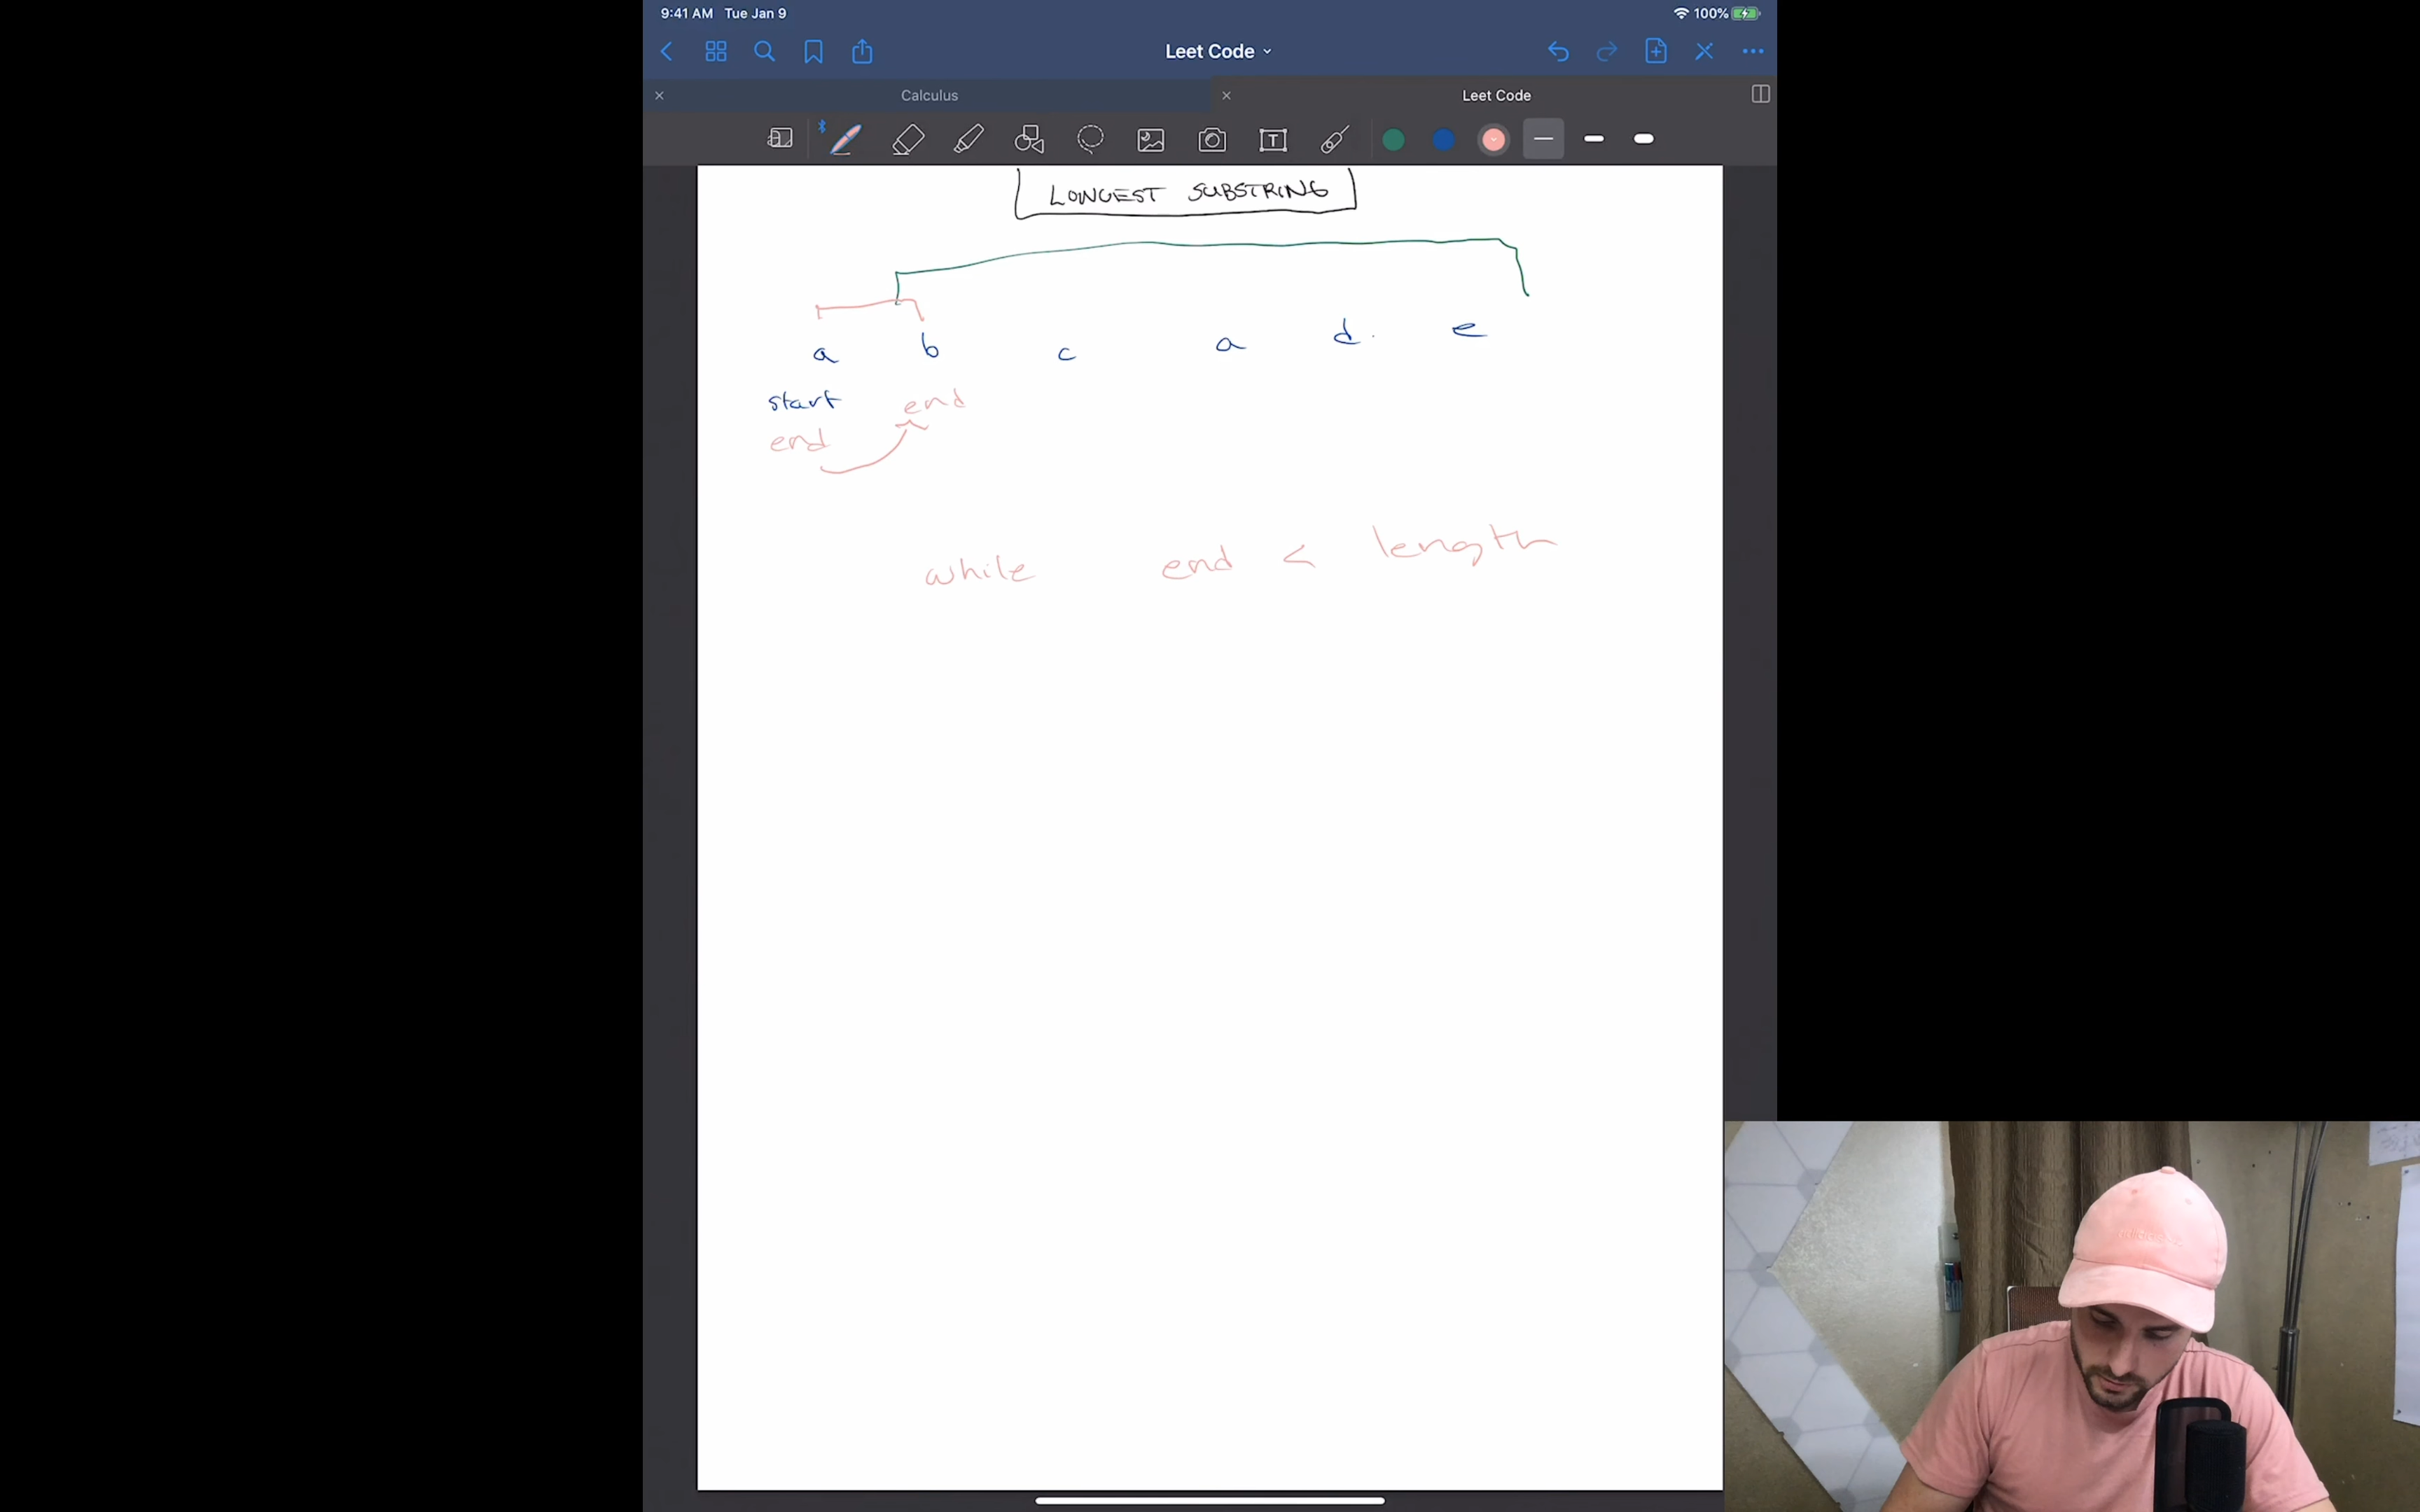 9:41 AM Tue Jan 9
100%
Leet Code
Calculus
Leet Code
T
LONGEST SUBSTRING
a b c a d. e
start end
end
while end < length